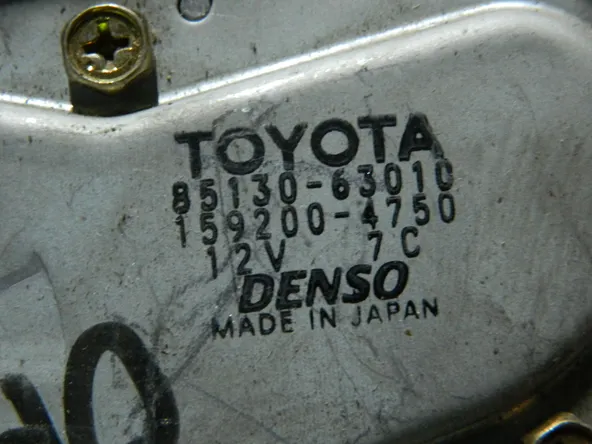 TOYOTA
85130-63010
159200-4750
12V 7C
DENSO
MADE IN JAPAN